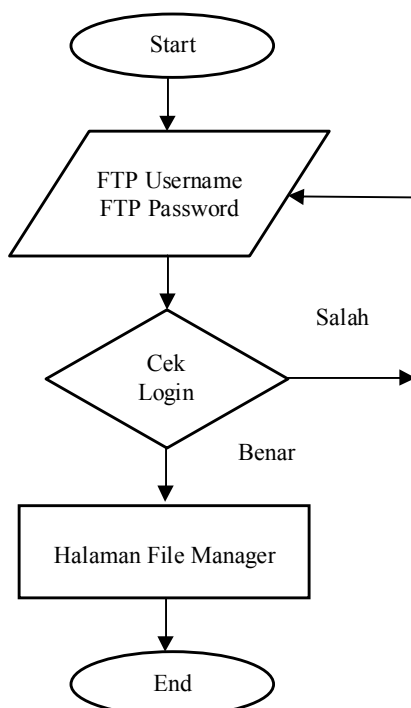 Start
FTP Username
FTP Password
Salah
Cek
Login
Benar
Halaman File Manager
End